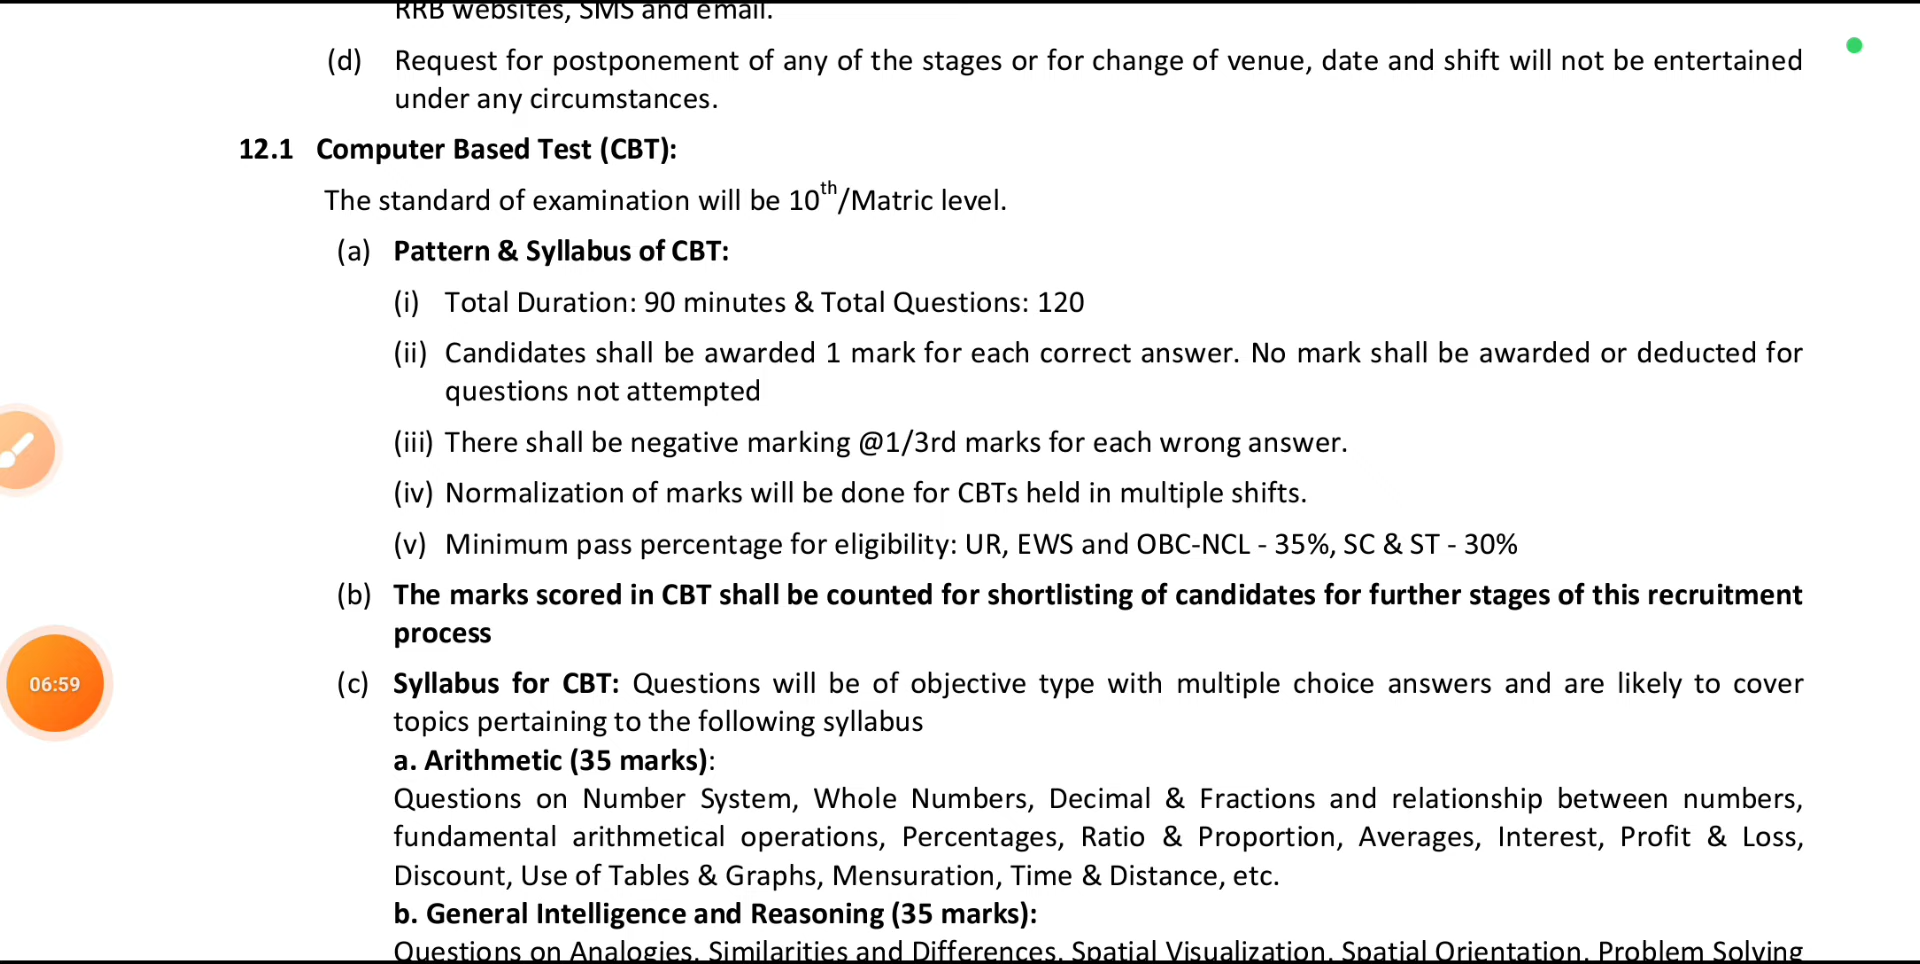 RRB websites, SMS and email.
(d) Request for postponement of any of the stages or for change of venue, date and shift will not be entertained
under any circumstances.
12.1 Computer Based Test (CBT):
The standard of examination will be 10th/Matric level.
(a) Pattern & Syllabus of CBT:
(i) Total Duration: 90 minutes & Total Questions: 120
(ii) Candidates shall be awarded 1 mark for each correct answer. No mark shall be awarded or deducted for
questions not attempted
(iii) There shall be negative marking @1/3rd marks for each wrong answer.
(iv) Normalization of marks will be done for CBTs held in multiple shifts.
(v) Minimum pass percentage for eligibility: UR, EWS and OBC-NCL - 35%, SC & ST - 30%
(b) The marks scored in CBT shall be counted for shortlisting of candidates for further stages of this recruitment
process
06:59
(c) Syllabus for CBT: Questions will be of objective type with multiple choice answers and are likely to cover
topics pertaining to the following syllabus
a. Arithmetic (35 marks):
Questions on Number System, Whole Numbers, Decimal & Fractions and relationship between numbers,
fundamental arithmetical operations, Percentages, Ratio & Proportion, Averages, Interest, Profit & Loss,
Discount, Use of Tables & Graphs, Mensuration, Time & Distance, etc.
b. General Intelligence and Reasoning (35 marks):
Questions on Analogies, Similarities and Differences, Spatial Visualization, Spatial Orientation, Problem Solving